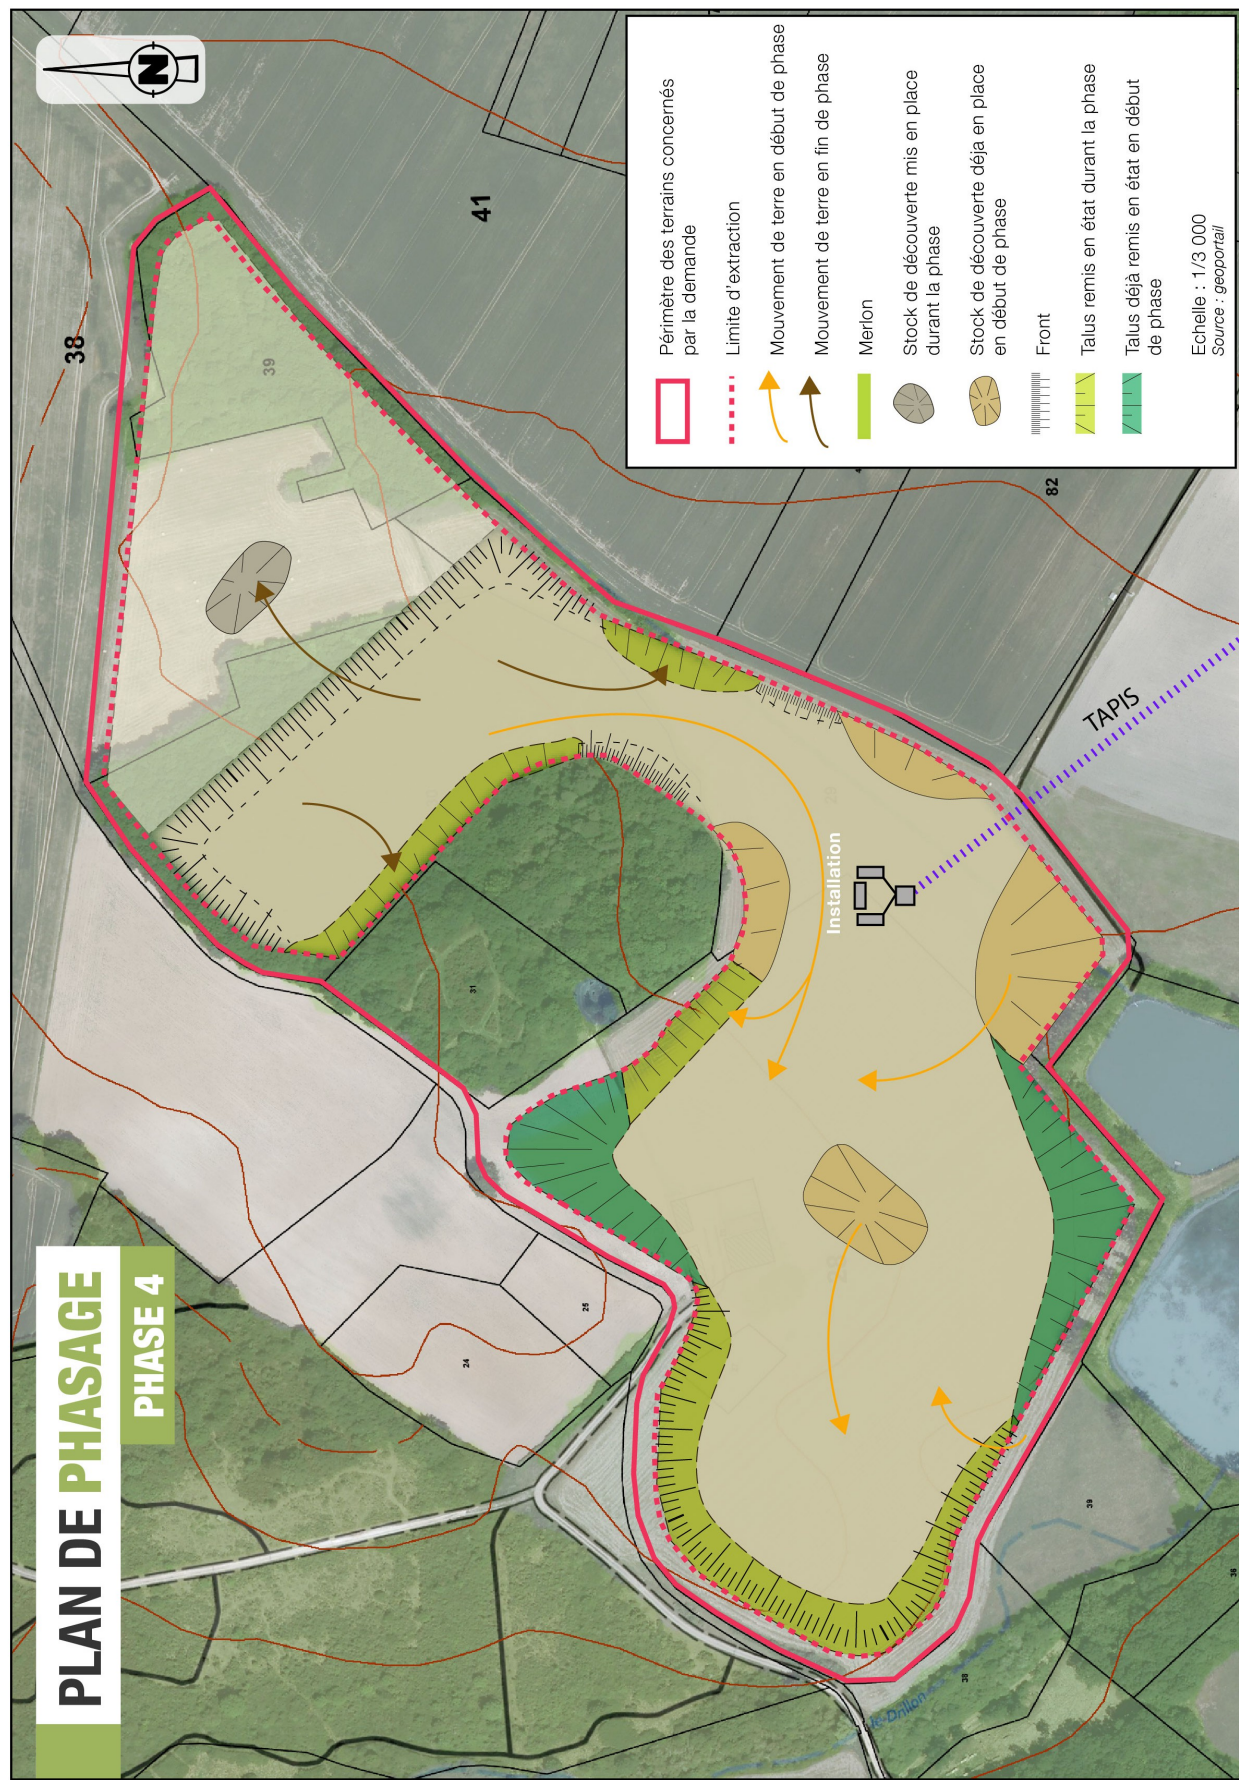 PLAN DE PHASAGE
PHASE 4
N
38
39
41
82
31
24
25
29
39
38
36
le Drillon
Installation
TAPIS
Périmètre des terrains concernés
par la demande
Limite d'extraction
Mouvement de terre en début de phase
Mouvement de terre en fin de phase
Merlon
Stock de découverte mis en place
durant la phase
Stock de découverte déja en place
en début de phase
Front
Talus remis en état durant la phase
Talus déjà remis en état en début
de phase
Echelle : 1/3 000
Source : geoportail